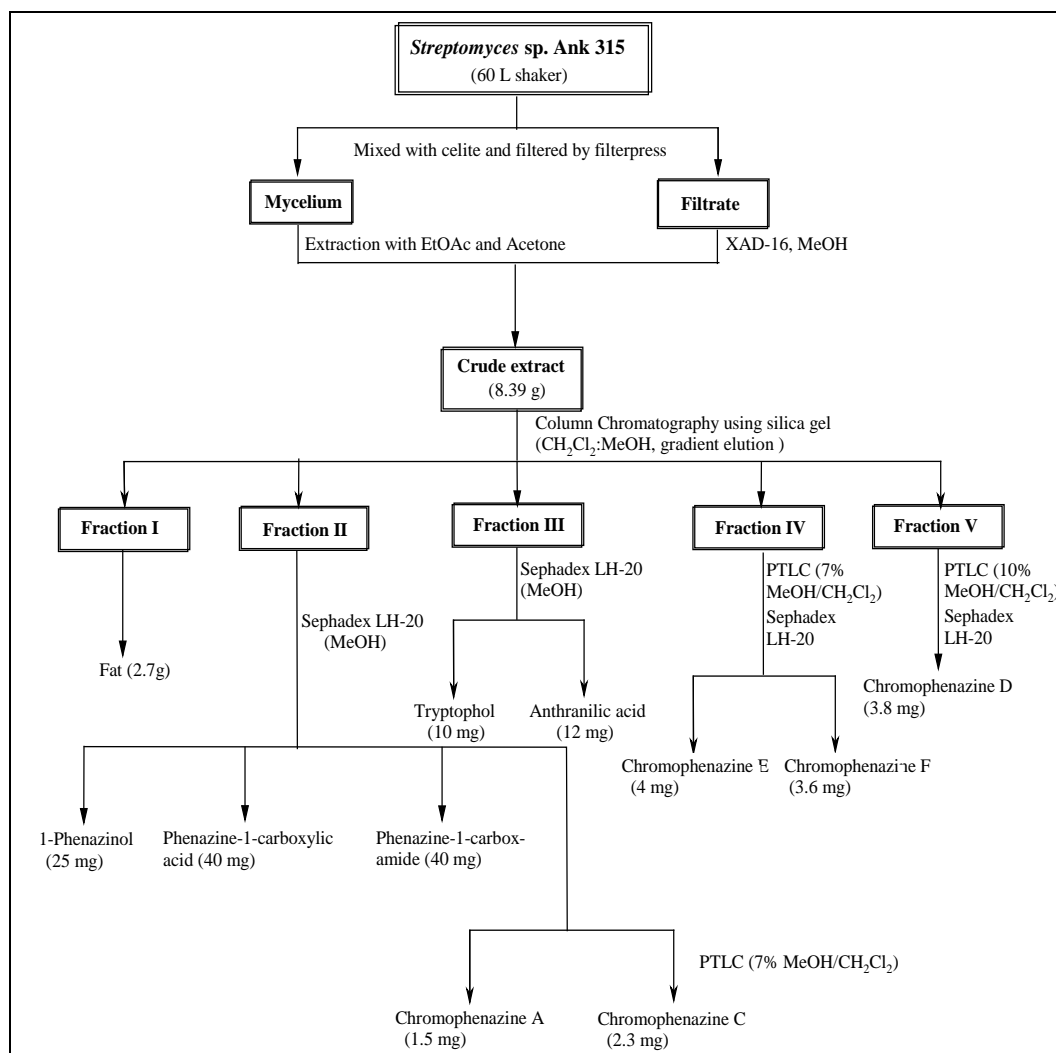 Streptomyces sp. Ank 315
(60 L shaker)
Mixed with celite and filtered by filterpress
Mycelium
Filtrate
Extraction with EtOAc and Acetone
XAD-16, MeOH
Crude extract
(8.39 g)
Column Chromatography using silica gel
(CH₂Cl₂:MeOH, gradient elution )
Fraction I
Fraction II
Fraction III
Fraction IV
Fraction V
Fat (2.7g)
Sephadex LH-20
(MeOH)
Sephadex LH-20
(MeOH)
PTLC (7%
MeOH/CH₂Cl₂)
Sephadex
LH-20
PTLC (10%
MeOH/CH₂Cl₂)
Sephadex
LH-20
Tryptophol
(10 mg)
Anthranilic acid
(12 mg)
Chromophenazine E
(4 mg)
Chromophenazine F
(3.6 mg)
Chromophenazine D
(3.8 mg)
1-Phenazinol
(25 mg)
Phenazine-1-carboxylic
acid (40 mg)
Phenazine-1-carbox-
amide (40 mg)
PTLC (7% MeOH/CH₂Cl₂)
Chromophenazine A
(1.5 mg)
Chromophenazine C
(2.3 mg)